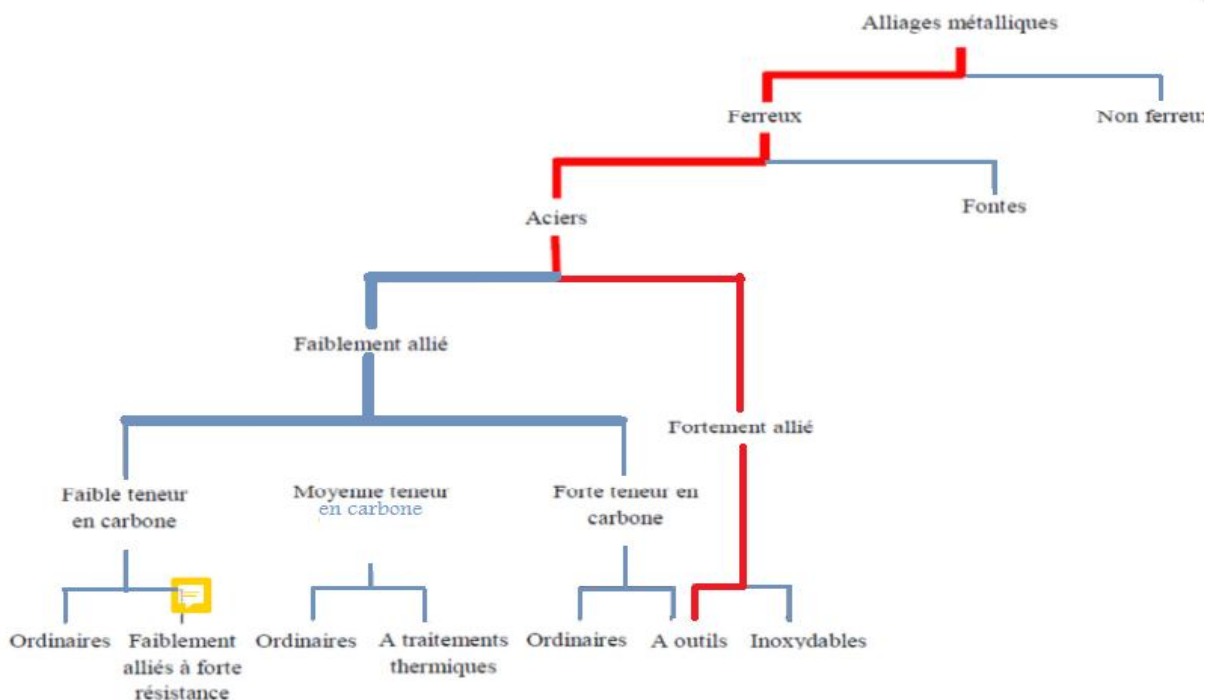 Alliages métalliques
Ferreux
Non ferreux
Aciers
Fontes
Faiblement allié
Fortement allié
Faible teneur
en carbone
Moyenne teneur
en carbone
Forte teneur en
carbone
Ordinaires
Faiblement
alliés à forte
résistance
Ordinaires
A traitements
thermiques
Ordinaires
A outils
Inoxydables